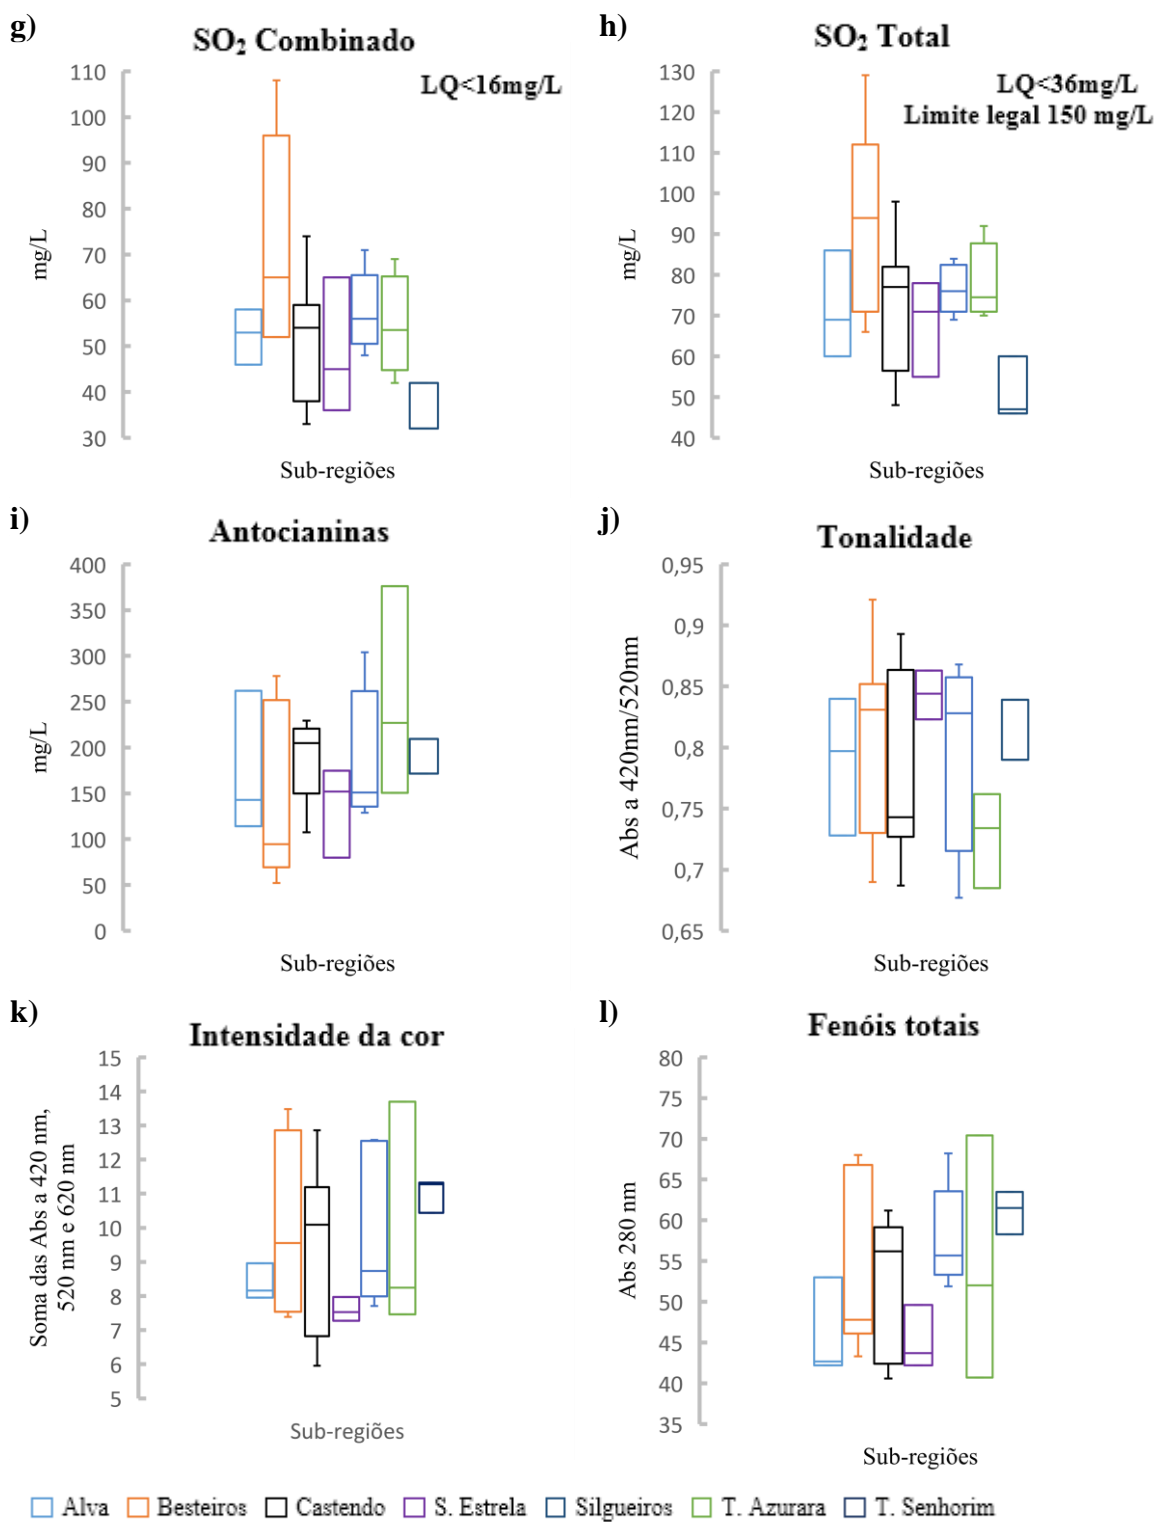 g)
SO₂ Combinado
LQ<16mg/L
110
100
90
80
70
60
50
40
30
mg/L
Sub-regiões
h)
SO₂ Total
LQ<36mg/L
Limite legal 150 mg/L
130
120
110
100
90
80
70
60
50
40
mg/L
Sub-regiões
i)
Antocianinas
400
350
300
250
200
150
100
50
0
mg/L
Sub-regiões
j)
Tonalidade
0,95
0,9
0,85
0,8
0,75
0,7
0,65
Abs a 420nm/520nm
Sub-regiões
k)
Intensidade da cor
15
14
13
12
11
10
9
8
7
6
5
Soma das Abs a 420 nm,
520 nm e 620 nm
Sub-regiões
l)
Fenóis totais
80
75
70
65
60
55
50
45
40
35
Abs 280 nm
Sub-regiões
Alva Besteiros Castendo S. Estrela Silgueiros T. Azurara T. Senhorim